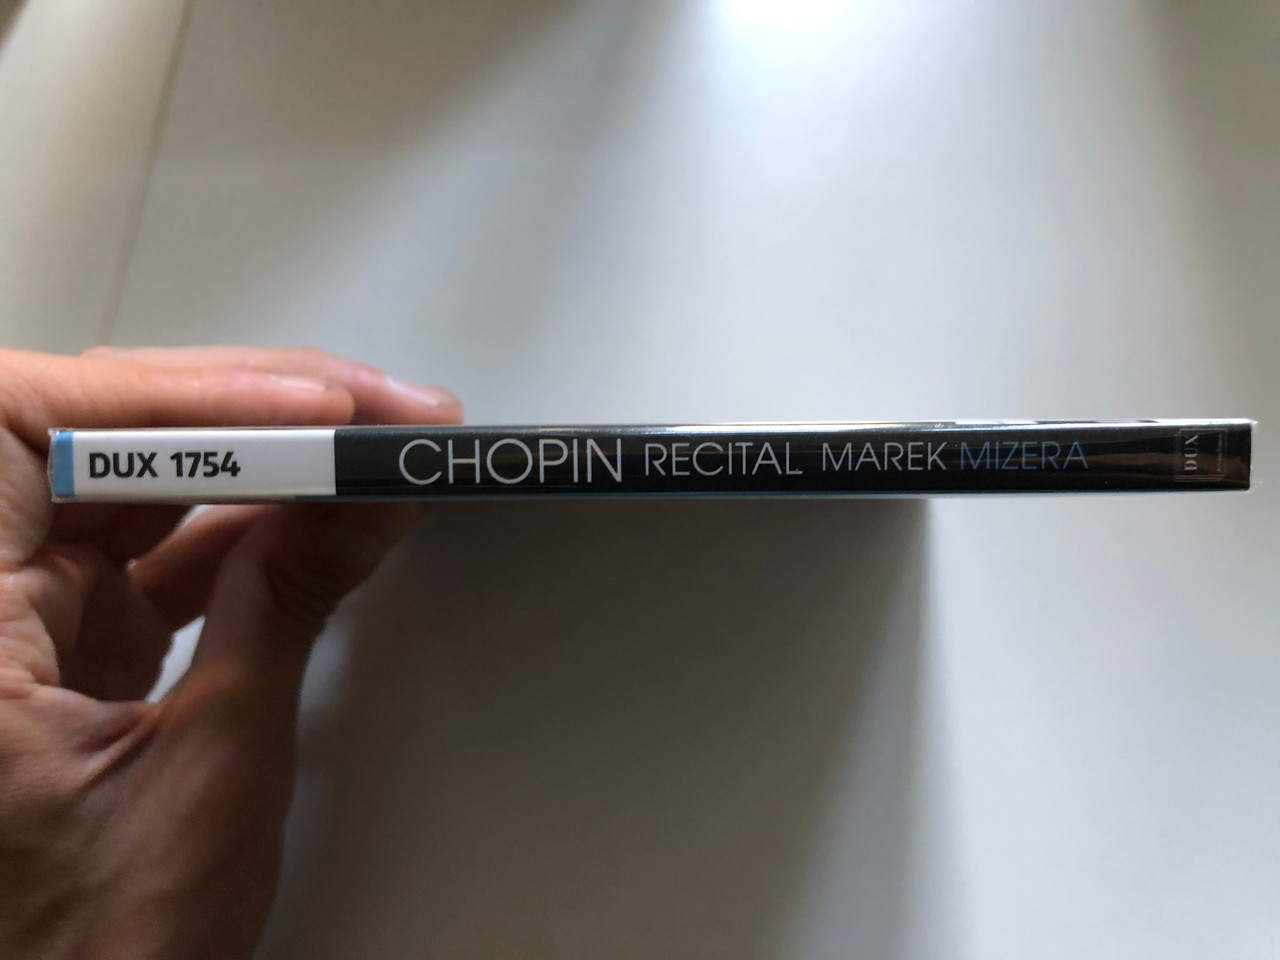 DUX 1754 CHOPIN RECITAL MAREK MIZERA
DUX